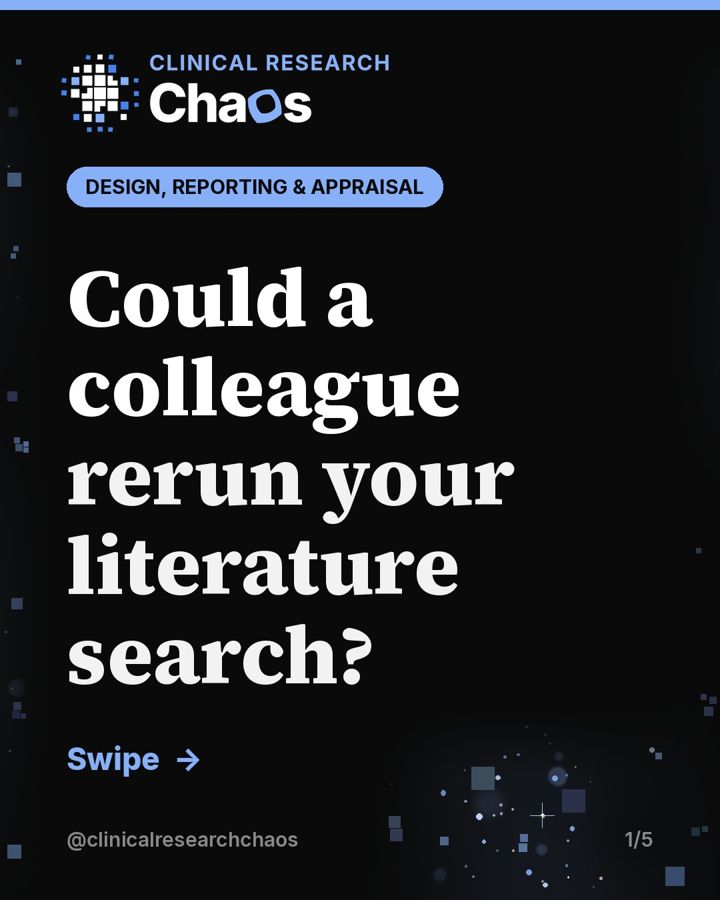 CLINICAL RESEARCH
Chaos
DESIGN, REPORTING & APPRAISAL
Could a
colleague
rerun your
literature
search?
Swipe →
@clinicalresearchchaos
1/5